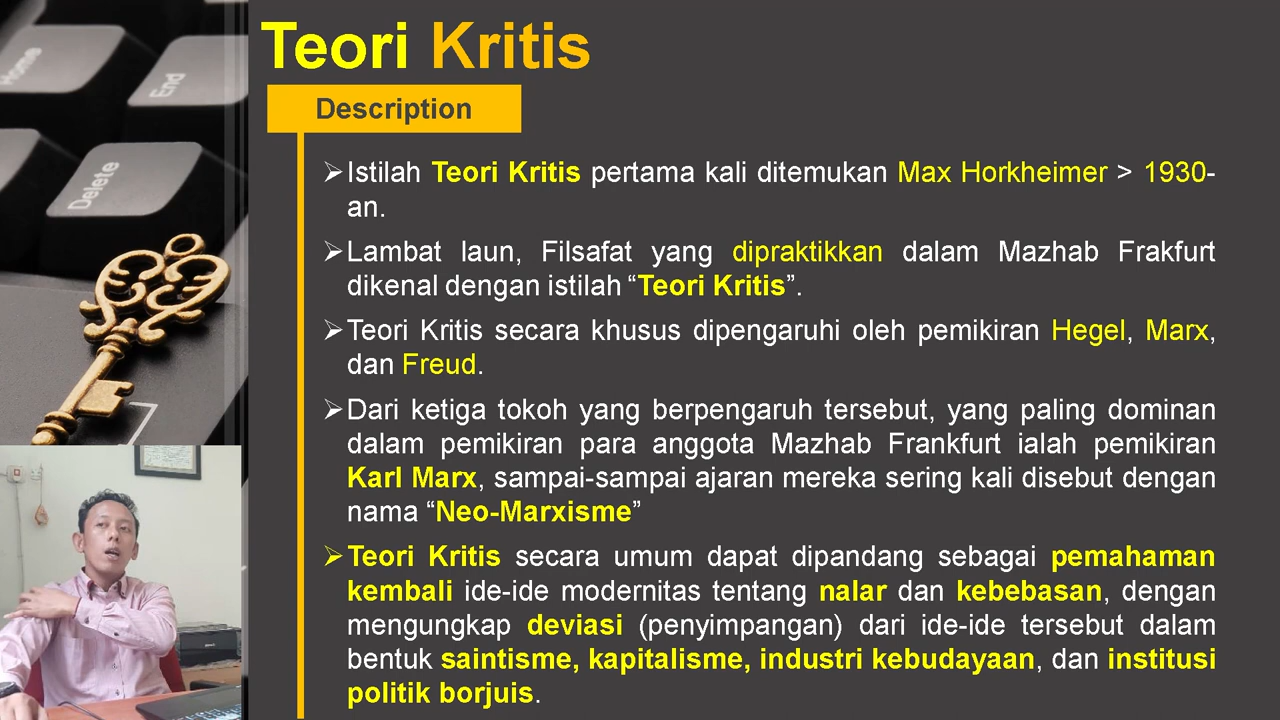 Teori Kritis
Description
➢Istilah Teori Kritis pertama kali ditemukan Max Horkheimer > 1930-
an.
➢Lambat laun, Filsafat yang dipraktikkan dalam Mazhab Frakfurt
dikenal dengan istilah “Teori Kritis”.
➢Teori Kritis secara khusus dipengaruhi oleh pemikiran Hegel, Marx,
dan Freud.
➢Dari ketiga tokoh yang berpengaruh tersebut, yang paling dominan
dalam pemikiran para anggota Mazhab Frankfurt ialah pemikiran
Karl Marx, sampai-sampai ajaran mereka sering kali disebut dengan
nama “Neo-Marxisme”
➢Teori Kritis secara umum dapat dipandang sebagai pemahaman
kembali ide-ide modernitas tentang nalar dan kebebasan, dengan
mengungkap deviasi (penyimpangan) dari ide-ide tersebut dalam
bentuk saintisme, kapitalisme, industri kebudayaan, dan institusi
politik borjuis.
Home
End
Delete